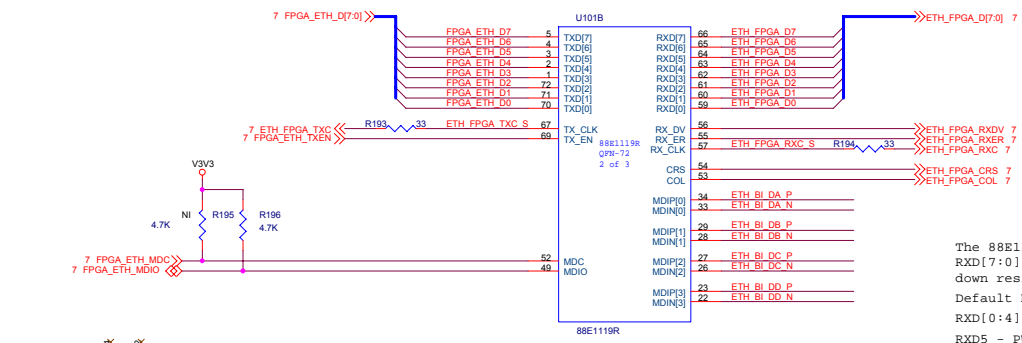 7 FPGA_ETH_D[7:0]
U101B
ETH_FPGA_D[7:0] 7
FPGA_ETH_D7 5 TXD[7] RXD[7] 66 ETH_FPGA_D7
FPGA_ETH_D6 4 TXD[6] RXD[6] 65 ETH_FPGA_D6
FPGA_ETH_D5 3 TXD[5] RXD[5] 64 ETH_FPGA_D5
FPGA_ETH_D4 2 TXD[4] RXD[4] 63 ETH_FPGA_D4
FPGA_ETH_D3 1 TXD[3] RXD[3] 62 ETH_FPGA_D3
FPGA_ETH_D2 72 TXD[2] RXD[2] 61 ETH_FPGA_D2
FPGA_ETH_D1 71 TXD[1] RXD[1] 60 ETH_FPGA_D1
FPGA_ETH_D0 70 TXD[0] RXD[0] 59 ETH_FPGA_D0
7 ETH_FPGA_TXC R193 33 ETH_FPGA_TXC_S 67 TX_CLK RX_DV 56 ETH_FPGA_RXDV 7
7 FPGA_ETH_TXEN 69 TX_EN RX_ER 55 ETH_FPGA_RXER 7
88E1119R RX_CLK 57 ETH_FPGA_RXC_S R194 33 ETH_FPGA_RXC 7
QFN-72
2 of 3
V3V3
CRS 54 ETH_FPGA_CRS 7
COL 53 ETH_FPGA_COL 7
MDIP[0] 34 ETH_BI_DA_P
MDIN[0] 33 ETH_BI_DA_N
NI R195 R196
4.7K 4.7K
MDIP[1] 29 ETH_BI_DB_P
MDIN[1] 28 ETH_BI_DB_N
7 FPGA_ETH_MDC 52 MDC MDIP[2] 27 ETH_BI_DC_P
7 FPGA_ETH_MDIO 49 MDIO MDIN[2] 26 ETH_BI_DC_N
MDIP[3] 23 ETH_BI_DD_P
MDIN[3] 22 ETH_BI_DD_N
88E1119R
The 88E1
RXD[7:0]
down res
Default
RXD[0:4]
RXD5 - P